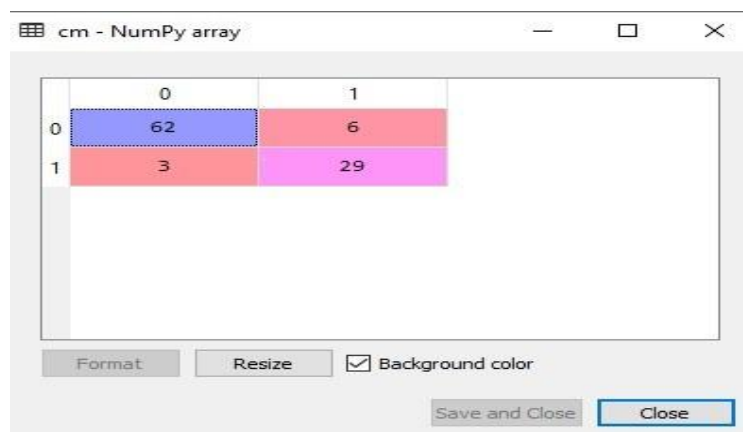 cm - NumPy array
0 1
0 62 6
1 3 29
Format Resize Background color
Save and Close Close